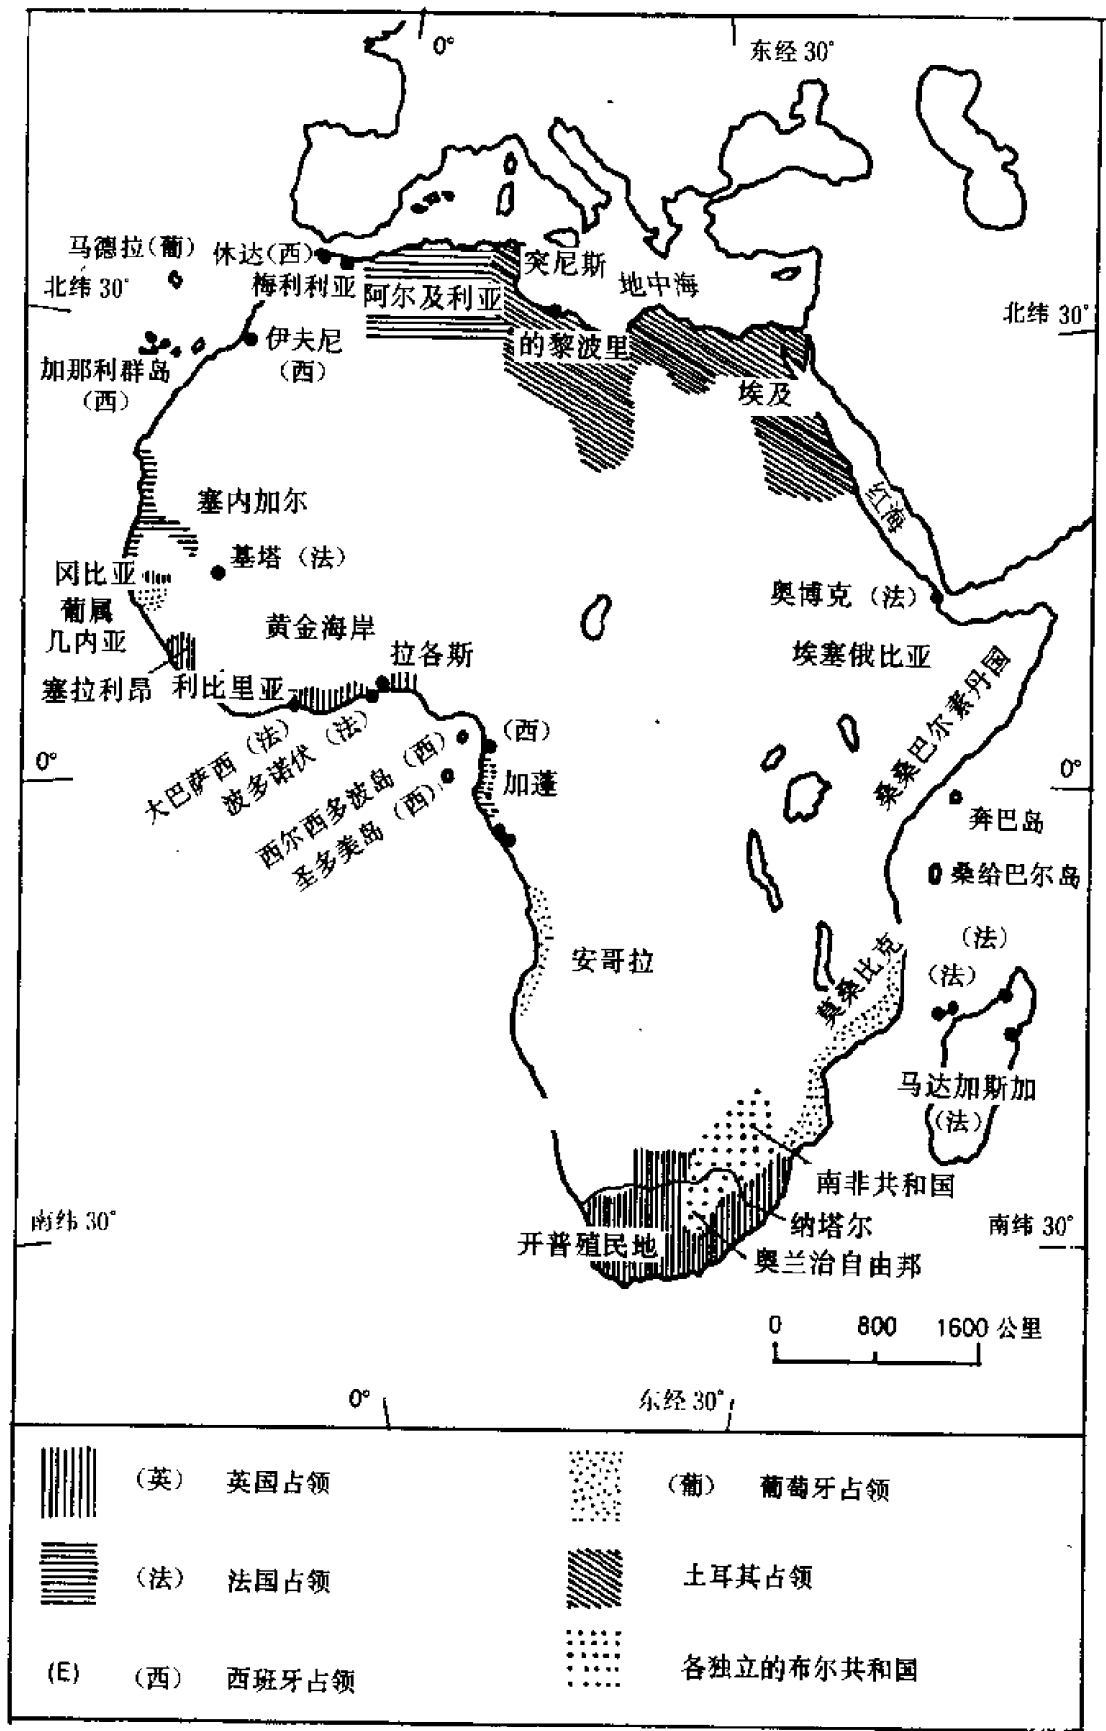 0°
东经 30°
马德拉(葡)
休达(西)
梅利利亚
突尼斯
地中海
北纬 30°
阿尔及利亚
北纬 30°
伊夫尼
(西)
的黎波里
加那利群岛
(西)
埃及
红海
塞内加尔
基塔(法)
冈比亚
葡属
几内亚
奥博克(法)
黄金海岸
拉各斯
埃塞俄比亚
塞拉利昂
利比里亚
桑桑巴尔素丹国
大巴萨西(法)
波多诺伏(法)
西尔西多波岛(西)
圣多美岛(西)
(西)
加蓬
0°
0°
奔巴岛
桑给巴尔岛
安哥拉
莫桑比克
(法)
(法)
马达加斯加
(法)
南非共和国
纳塔尔
奥兰治自由邦
开普殖民地
南纬 30°
南纬 30°
0 800 1600 公里
0°
东经 30°
(英) 英国占领
(葡) 葡萄牙占领
(法) 法国占领
土耳其占领
(E) (西) 西班牙占领
各独立的布尔共和国